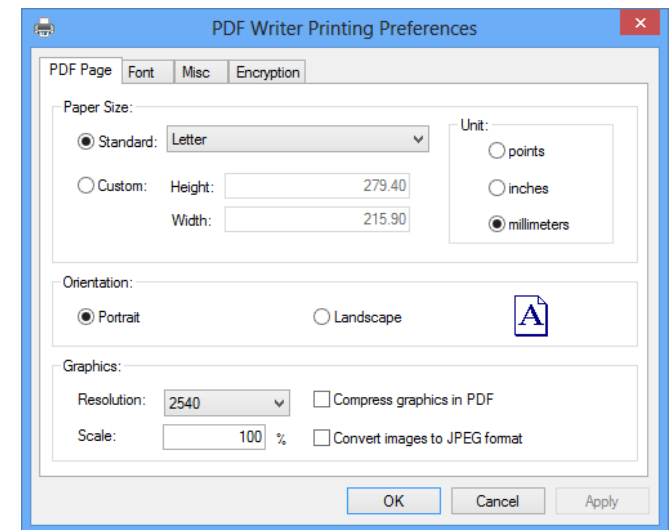 PDF Writer Printing Preferences
PDF Page Font Misc Encryption
Paper Size:
Standard: Letter
Custom: Height: 279.40
Width: 215.90
Unit:
points
inches
millimeters
Orientation:
Portrait Landscape
A
Graphics:
Resolution: 2540 Compress graphics in PDF
Scale: 100 % Convert images to JPEG format
OK Cancel Apply